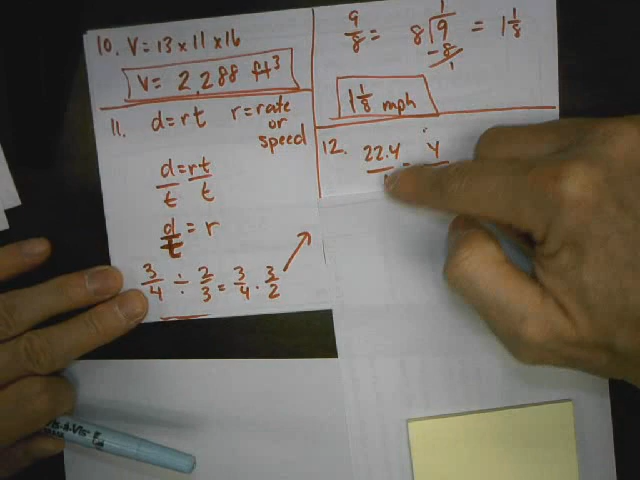 10. V = 13 x 11 x 16
V = 2,288 ft³
11. d = rt r = rate
or
speed
d = rt
t t
d = r
t
3/4 ÷ 2/3 = 3/4 · 3/2
9/8 = 8)9 = 1 1/8
1
-8
1
1 1/8 mph
12. 22.4 = y